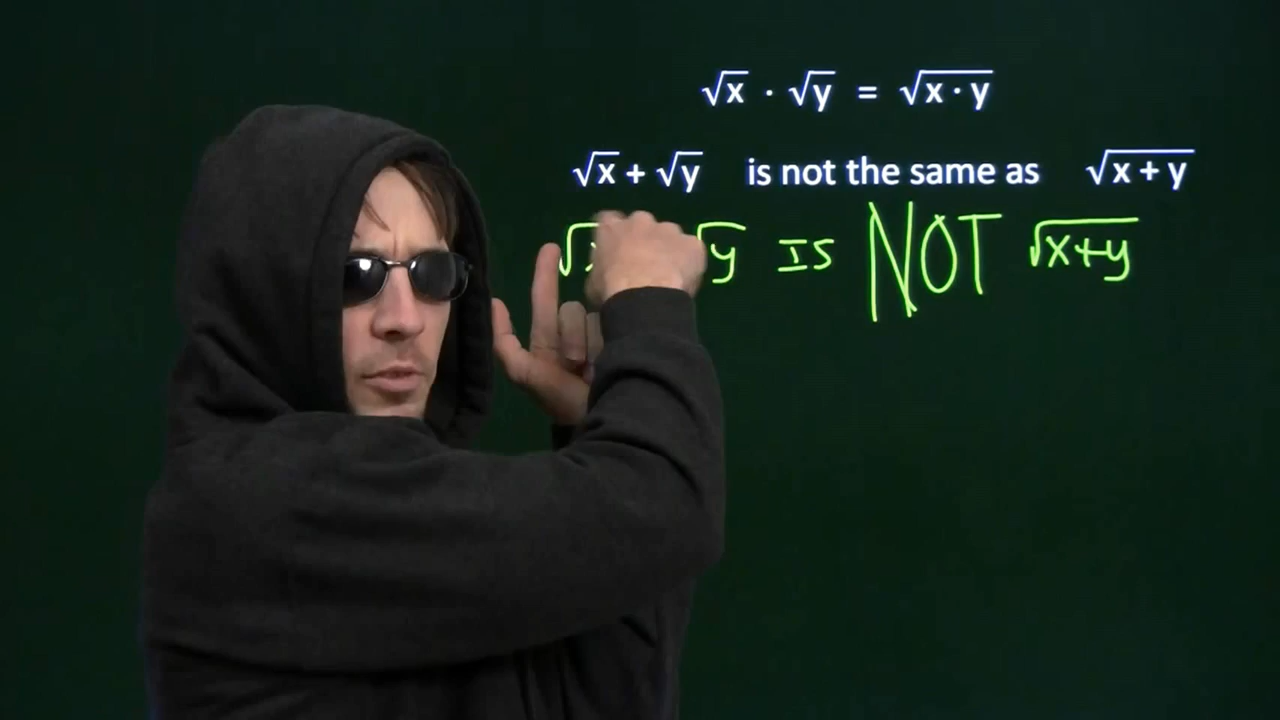 √x · √y = √x · y
√x + √y is not the same as √x + y
√x √y IS NOT √x+y